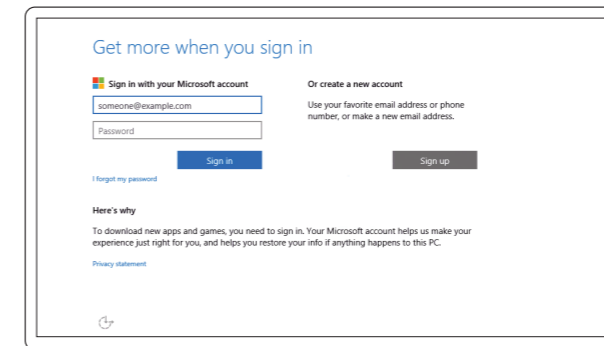 Get more when you sign in
Sign in with your Microsoft account
someone@example.com
Password
Sign in
I forgot my password
Or create a new account
Use your favorite email address or phone
number, or make a new email address.
Sign up
Here's why
To download new apps and games, you need to sign in. Your Microsoft account helps us make your
experience just right for you, and helps you restore your info if anything happens to this PC.
Privacy statement